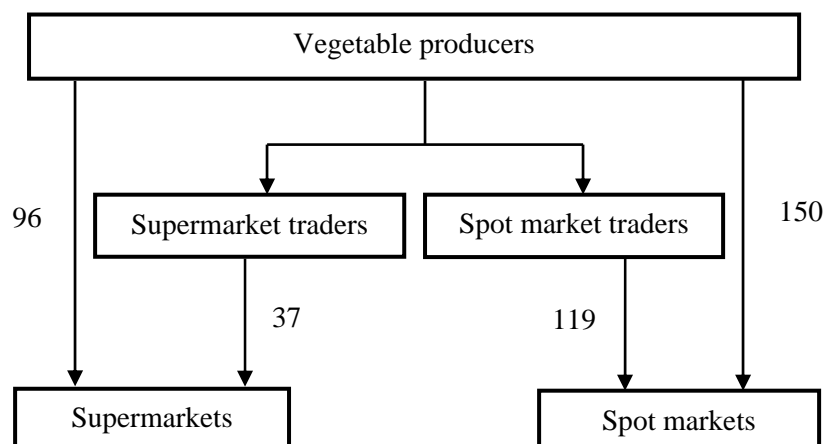 Vegetable producers
96
Supermarket traders
Spot market traders
150
37
119
Supermarkets
Spot markets